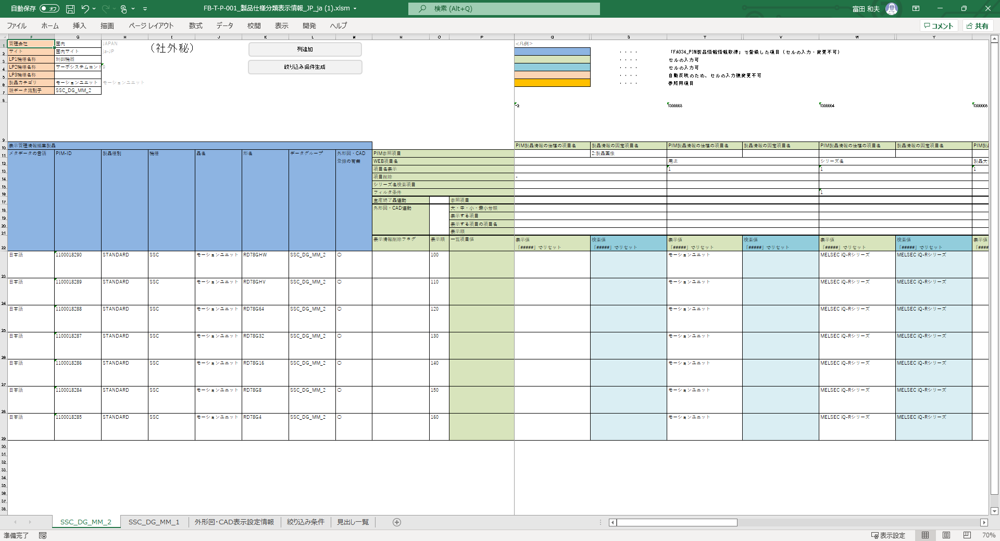 自動保存 オフ FB-T-P-001_製品仕様分類表示情報_JP_ja (1).xlsm 検索 (Alt+Q) 富田 和夫
ファイル ホーム 挿入 描画 ページ レイアウト 数式 データ 校閲 表示 開発 ヘルプ コメント 共有
F G H I J K L M N O P Q S T V W Y
1 管理会社 国内 JAPAN (社外秘) 列追加 <凡例>
2 サイト 国内サイト ja-JP ・・・・ 「FA034_PIM製品情報情報取得」で登録した項目（セルの入力・変更不可）
3 LP1機種名称 制御機器 ・・・・ セルの入力可
4 LP2機種名称 サーボシステムコント 9 絞り込み条件生成 ・・・・ セルの入力可
5 LP3機種名称 ・・・・ 自動反映のため、セルの入力値変更不可
6 製品カテゴリ モーションユニット モーションユニット ・・・・ 参照用項目
7 親データ識別子 SSC_DG_MM_2
8 -2 1300003 1300004 1300005
9
10 表示管理情報編集製品 PIM製品情報の仕様の項目名 製品情報の固定項目名 PIM製品情報の仕様の項目名 製品情報の固定項目名 PIM製品情報の仕様の項目名 製品情報の固定項目名 PIM製品
11 メタデータの言語 PIM-ID 製品種別 機種 品名 形名 データグループ 外形図・CAD PIM参照項目 2:製品画像
12 登録の有無 WEB項目名 用途 シリーズ名 製品大
13 項目名表示 1 1 1
14 項目削除 -
15 シリーズ名検索項目
16 フィルタ条件 1
17 生産終了品連動 参照項目
18 外形図・CAD連動 大・中・小・最小分類
19 表示する項目
20 表示する項目の項目名
21 表示順
22 表示情報削除フラグ 表示順 一覧項目値 表示値 検索値 表示値 検索値 表示値 検索値 表示値
「#####」でリセット 「#####」でリセット 「#####」でリセット 「#####」でリセット 「#####」でリセット 「#####」でリセット 「####
23 日本語 1100018290 STANDARD SSC モーションユニット RD78GHW SSC_DG_MM_2 ○ 100 モーションユニット MELSEC iQ-Rシリーズ MELSEC iQ-Rシリーズ
24 日本語 1100018289 STANDARD SSC モーションユニット RD78GHV SSC_DG_MM_2 ○ 110 モーションユニット MELSEC iQ-Rシリーズ MELSEC iQ-Rシリーズ
25 日本語 1100018288 STANDARD SSC モーションユニット RD78G64 SSC_DG_MM_2 ○ 120 モーションユニット MELSEC iQ-Rシリーズ MELSEC iQ-Rシリーズ
26 日本語 1100018287 STANDARD SSC モーションユニット RD78G32 SSC_DG_MM_2 ○ 130 モーションユニット MELSEC iQ-Rシリーズ MELSEC iQ-Rシリーズ
27 日本語 1100018286 STANDARD SSC モーションユニット RD78G16 SSC_DG_MM_2 ○ 140 モーションユニット MELSEC iQ-Rシリーズ MELSEC iQ-Rシリーズ
28 日本語 1100018284 STANDARD SSC モーションユニット RD78G8 SSC_DG_MM_2 ○ 150 モーションユニット MELSEC iQ-Rシリーズ MELSEC iQ-Rシリーズ
29 日本語 1100018285 STANDARD SSC モーションユニット RD78G4 SSC_DG_MM_2 ○ 160 モーションユニット MELSEC iQ-Rシリーズ MELSEC iQ-Rシリーズ
30
31
32
33
34
35
36
37
38
SSC_DG_MM_2 SSC_DG_MM_1 外形図・CAD表示設定情報 絞り込み条件 見出し一覧
準備完了 表示設定 70%